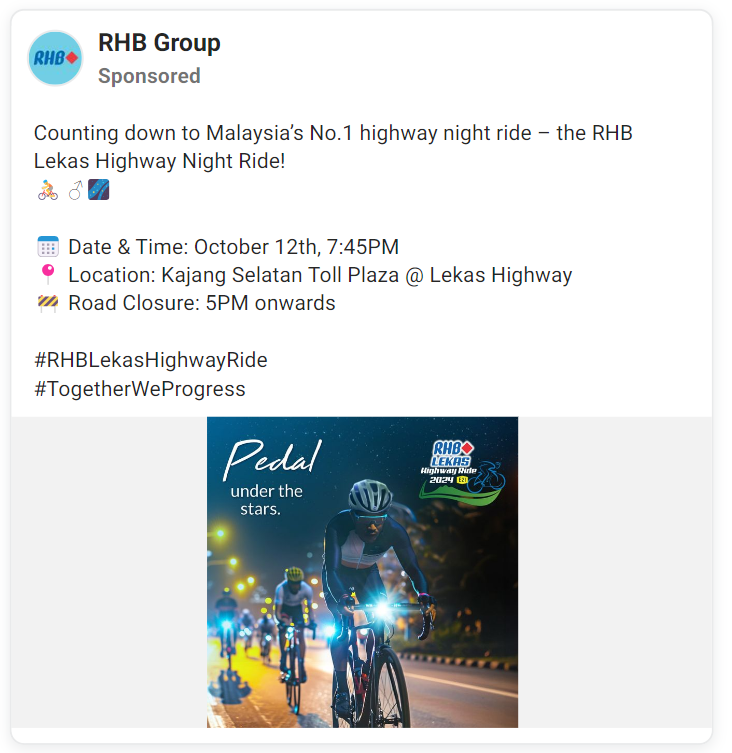 RHB
RHB Group
Sponsored
Counting down to Malaysia's No.1 highway night ride – the RHB
Lekas Highway Night Ride!
🚴🏻 ♂🌌
📅 Date & Time: October 12th, 7:45PM
📍 Location: Kajang Selatan Toll Plaza @ Lekas Highway
🚧 Road Closure: 5PM onwards
#RHBLekasHighwayRide
#TogetherWeProgress
Pedal
under the
stars.
RHB
LEKAS
Highway Ride
2024